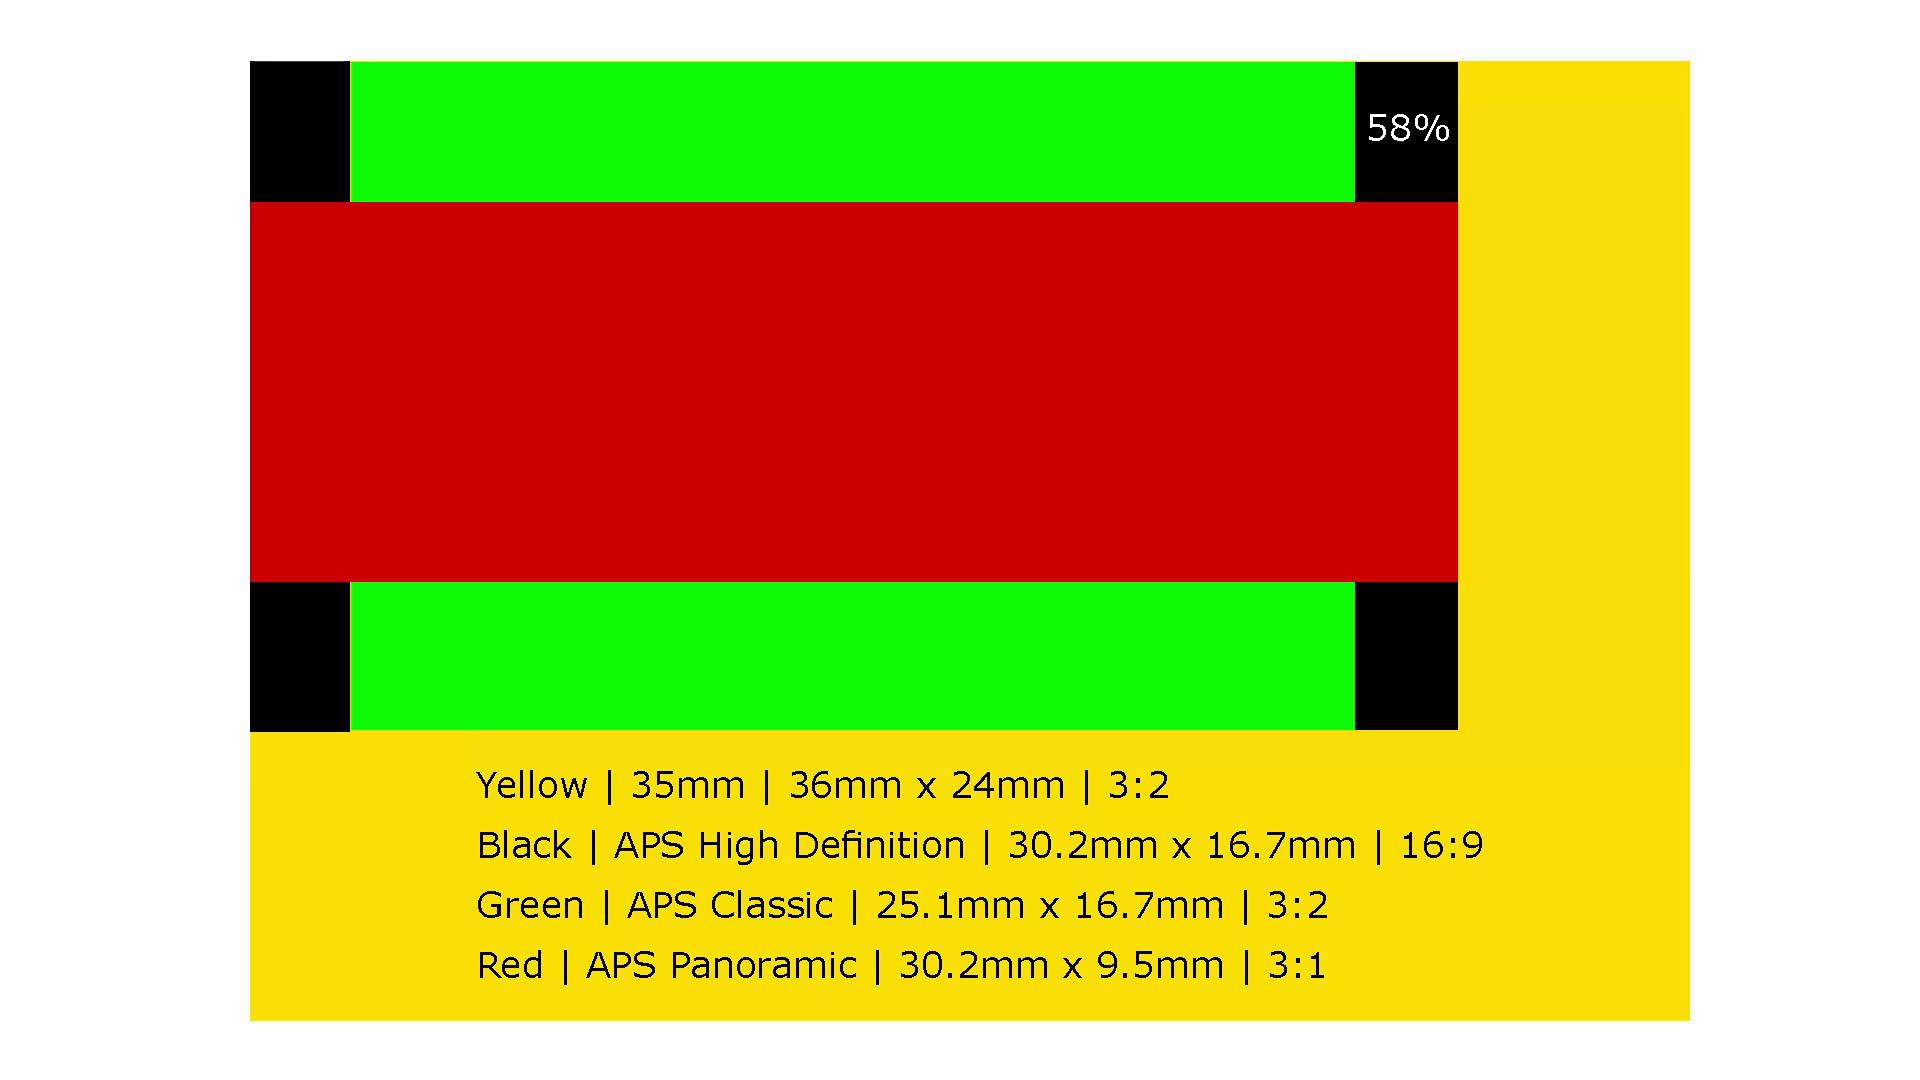 58%
Yellow | 35mm | 36mm x 24mm | 3:2
Black | APS High Definition | 30.2mm x 16.7mm | 16:9
Green | APS Classic | 25.1mm x 16.7mm | 3:2
Red | APS Panoramic | 30.2mm x 9.5mm | 3:1